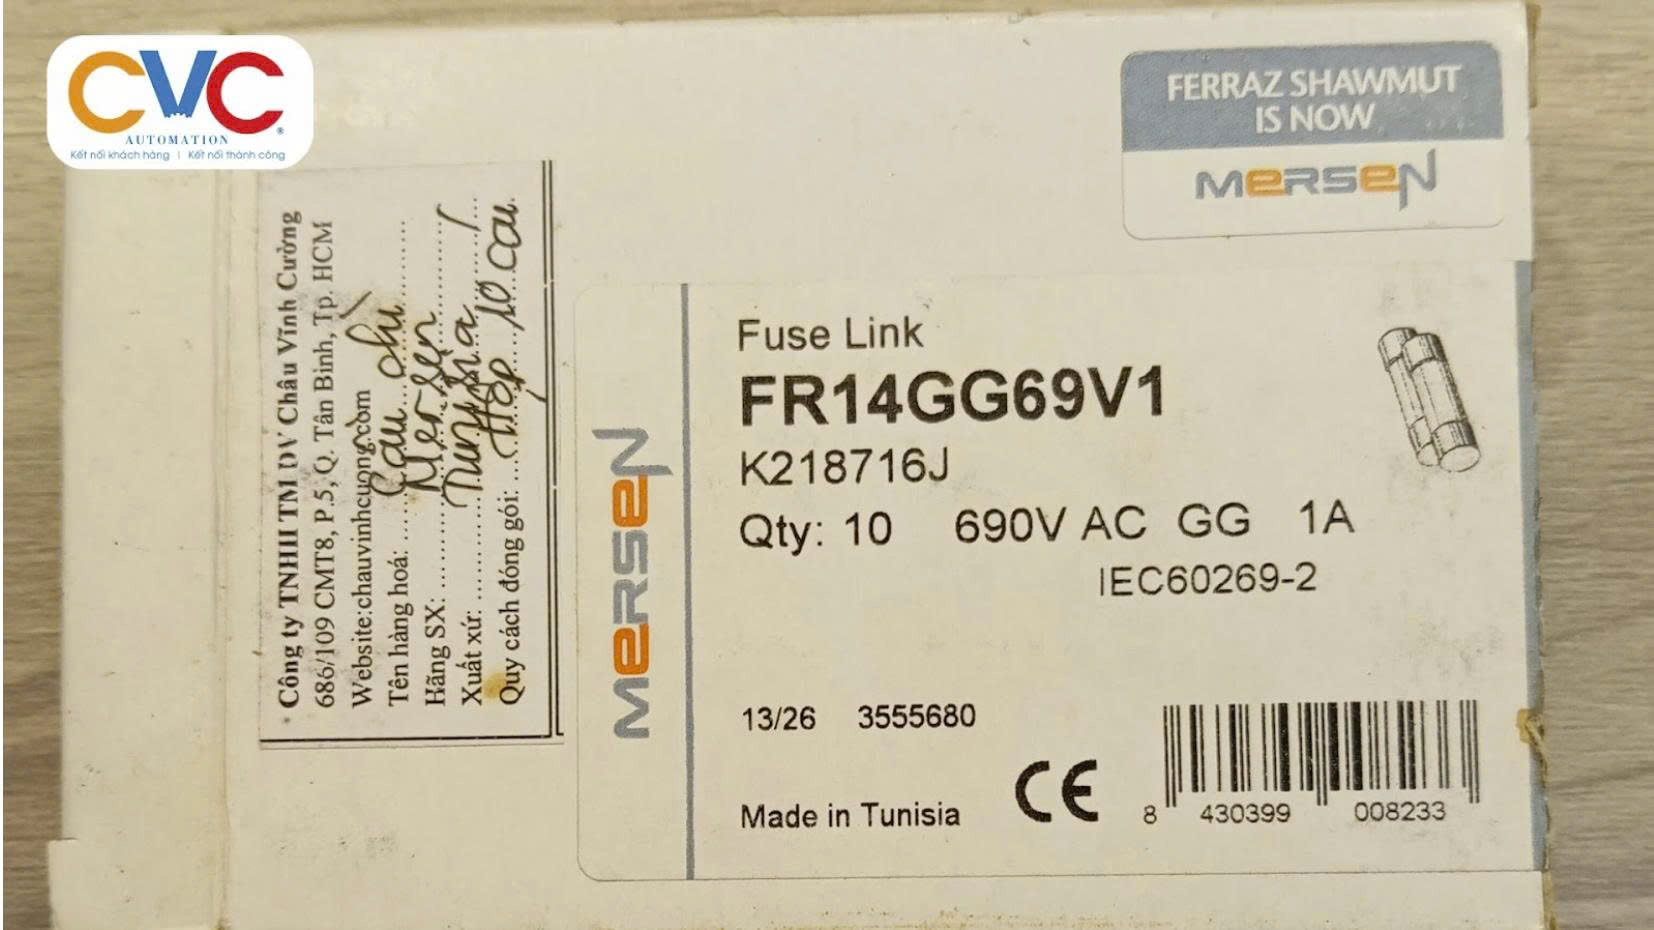 CVC
AUTOMATION
Kết nối khách hàng | Kết nối thành công
FERRAZ SHAWMUT
IS NOW
MERSEN
Công ty TNHH TM DV Châu Vĩnh Cường
686/109 CMT8, P.5, Q. Tân Bình, Tp. HCM
Website:chauvinhcuong.com
Tên hàng hoá: Cầu chì
Hãng SX: Mersen
Xuất xứ: Tunisia
Quy cách đóng gói: Hộp 10 cái
MERSEN
Fuse Link
FR14GG69V1
K218716J
Qty: 10 690V AC GG 1A
IEC60269-2
13/26 3555680
Made in Tunisia CE
8 430399 008233